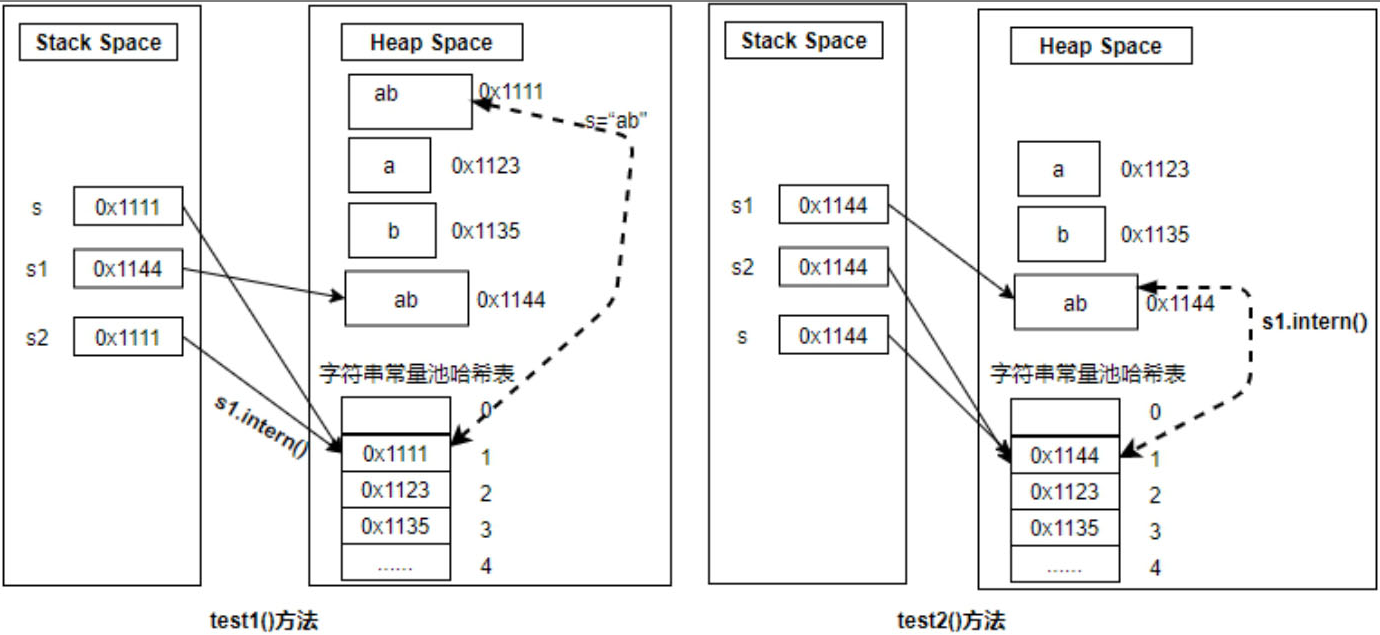 Stack Space
Heap Space
ab 0x1111
s="ab"
a 0x1123
s 0x1111
b 0x1135
s1 0x1144
ab 0x1144
s2 0x1111
字符串常量池哈希表
s1.intern()
0
0x1111 1
0x1123 2
0x1135 3
...... 4
test1()方法
Stack Space
Heap Space
a 0x1123
s1 0x1144
b 0x1135
s2 0x1144
ab 0x1144
s1.intern()
s 0x1144
字符串常量池哈希表
0
0x1144 1
0x1123 2
0x1135 3
...... 4
test2()方法